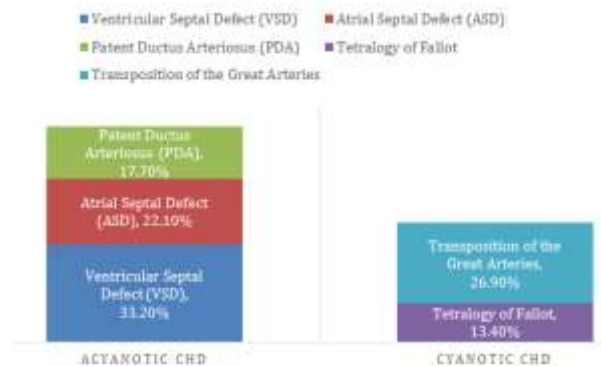 Ventricular Septal Defect (VSD) Atrial Septal Defect (ASD)
Patent Ductus Arteriosus (PDA) Tetralogy of Fallot
Transposition of the Great Arteries
Patent Ductus
Arteriosus (PDA),
17.70%
Atrial Septal Defect
(ASD), 22.10%
Ventricular Septal
Defect (VSD),
33.20%
Transposition of the
Great Arteries,
26.90%
Tetralogy of Fallot,
13.40%
ACYANOTIC CHD CYANOTIC CHD